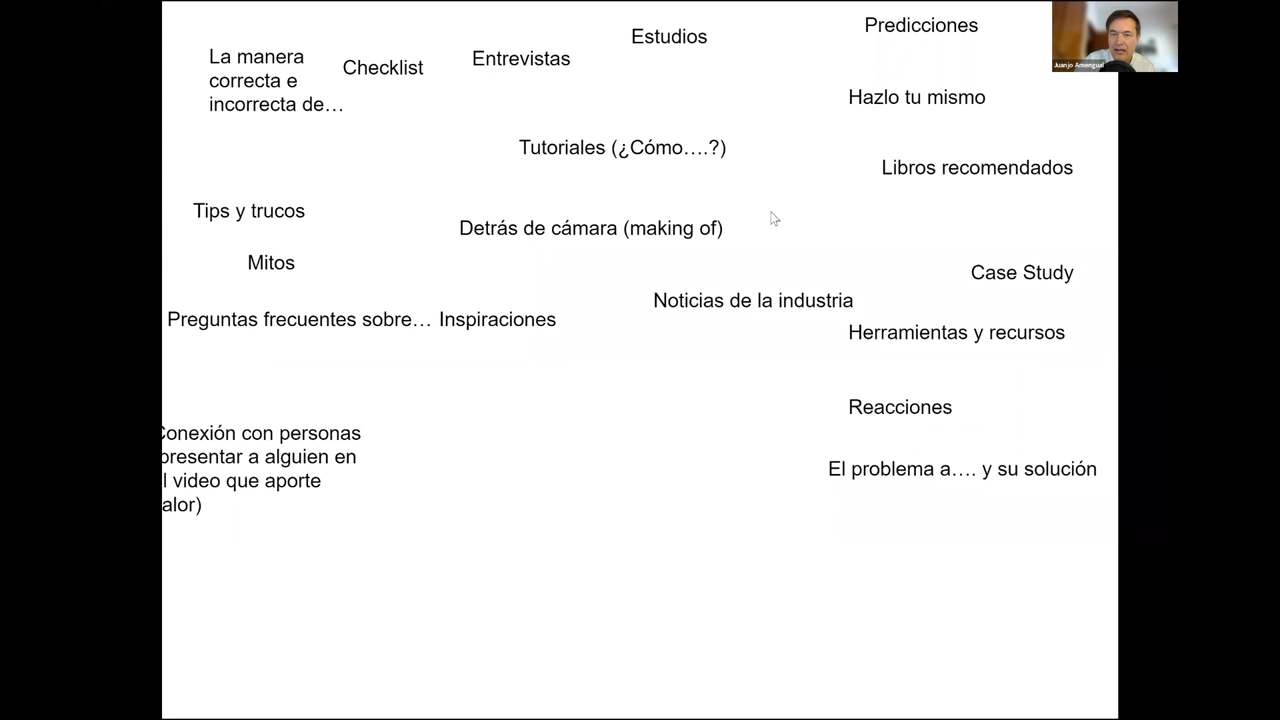 Predicciones
Estudios
La manera
correcta e
incorrecta de…
Checklist
Entrevistas
Juanjo Amengual
Hazlo tu mismo
Tutoriales (¿Cómo….?)
Libros recomendados
Tips y trucos
Detrás de cámara (making of)
Mitos
Case Study
Noticias de la industria
Preguntas frecuentes sobre…
Inspiraciones
Herramientas y recursos
Reacciones
Conexión con personas
presentar a alguien en
l video que aporte
alor)
El problema a…. y su solución